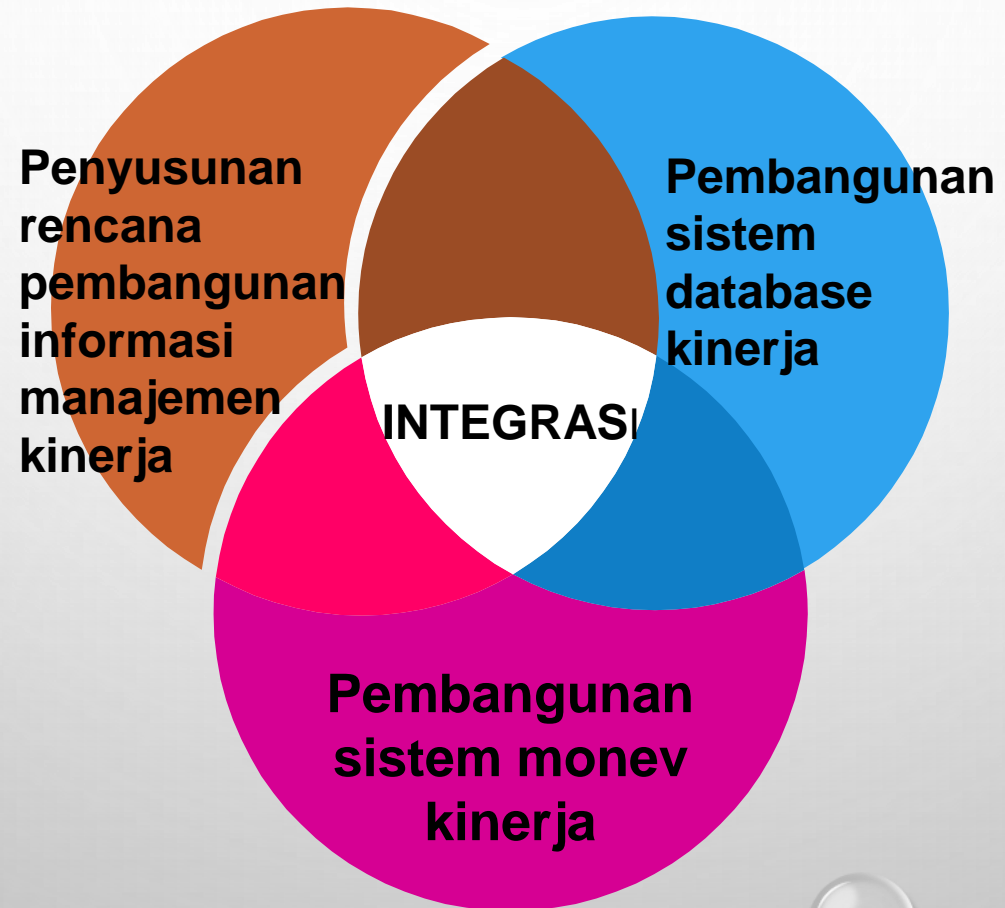 Penyusunan
rencana
pembangunan
informasi
manajemen
kinerja
Pembangunan
sistem
database
kinerja
INTEGRASI
Pembangunan
sistem monev
kinerja